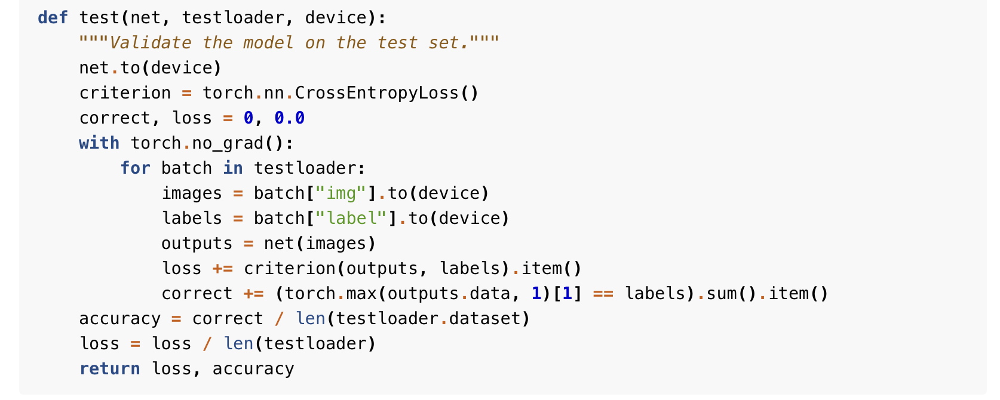 def test(net, testloader, device):
    """Validate the model on the test set."""
    net.to(device)
    criterion = torch.nn.CrossEntropyLoss()
    correct, loss = 0, 0.0
    with torch.no_grad():
        for batch in testloader:
            images = batch["img"].to(device)
            labels = batch["label"].to(device)
            outputs = net(images)
            loss += criterion(outputs, labels).item()
            correct += (torch.max(outputs.data, 1)[1] == labels).sum().item()
    accuracy = correct / len(testloader.dataset)
    loss = loss / len(testloader)
    return loss, accuracy